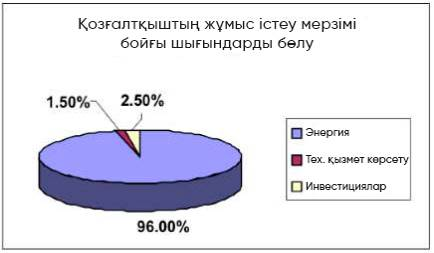 Қозғалтқыштың жұмыс істеу мерзімі
бойғы шығындарды бөлу
1.50%
2.50%
96.00%
Энергия
Тех. қызмет көрсету
Инвестициялар